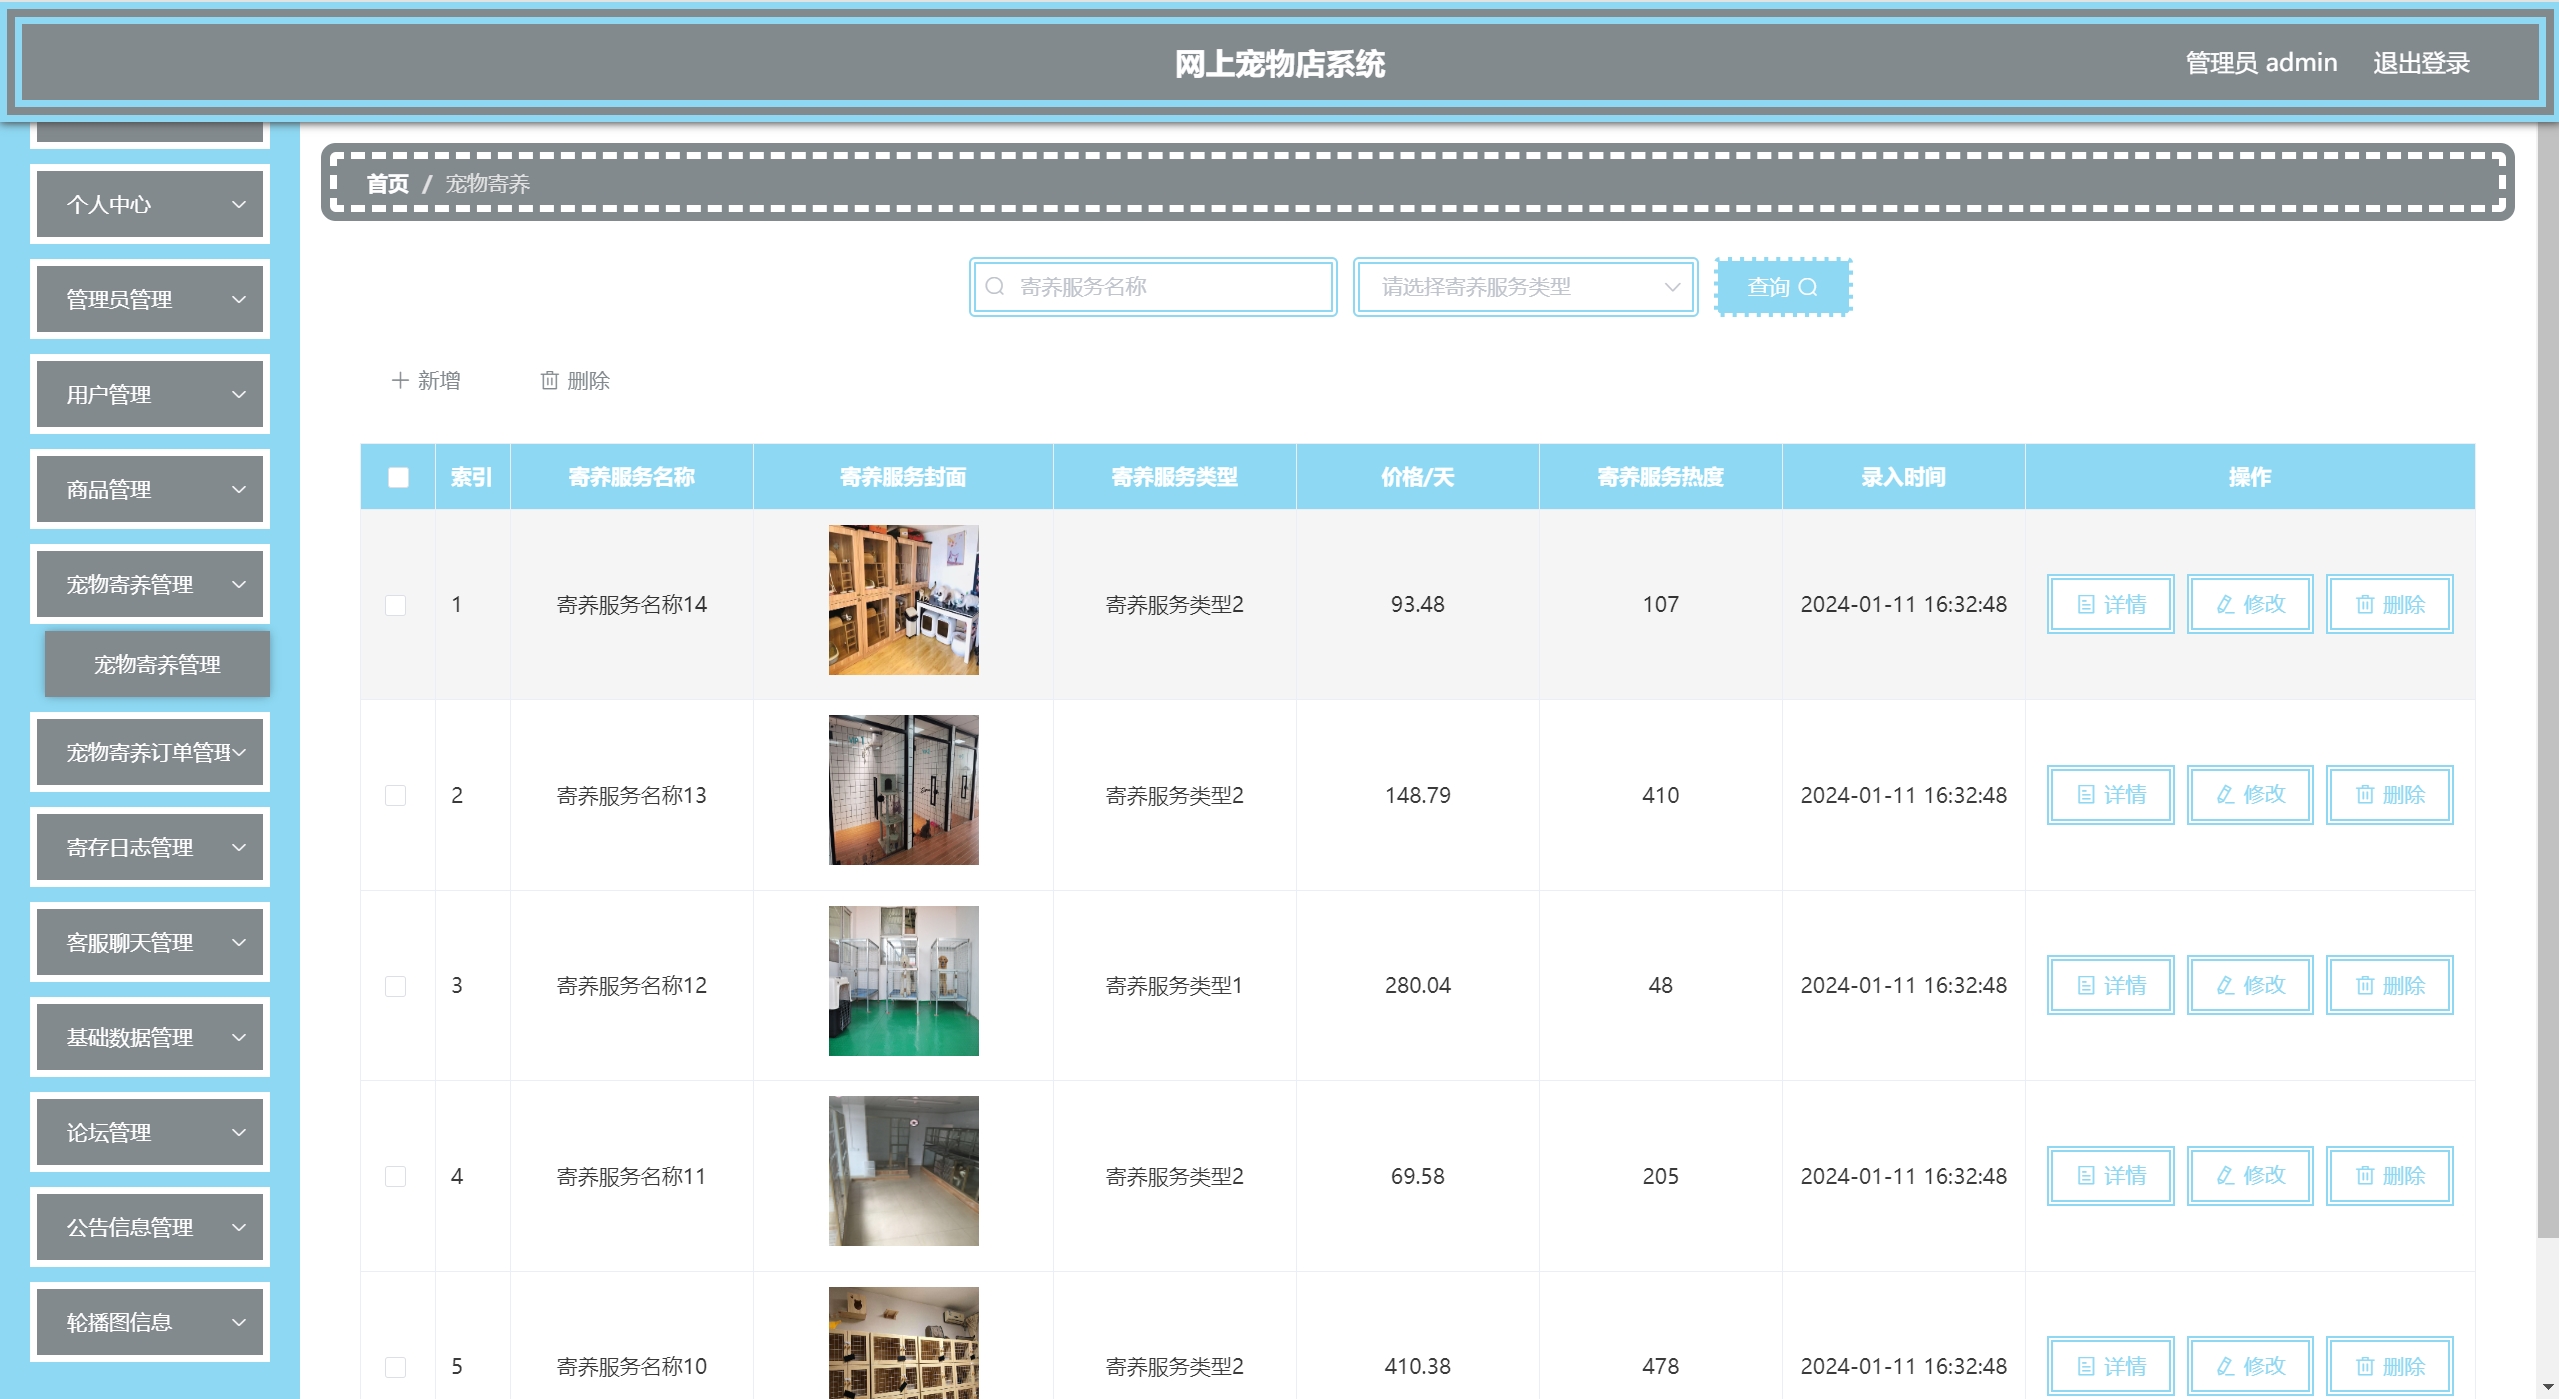 网上宠物店系统
管理员 admin 退出登录
个人中心
管理员管理
用户管理
商品管理
宠物寄养管理
宠物寄养管理
宠物寄养订单管理
寄存日志管理
客服聊天管理
基础数据管理
论坛管理
公告信息管理
轮播图信息
首页 / 宠物寄养
寄养服务名称 请选择寄养服务类型 查询
新增 删除
索引 寄养服务名称 寄养服务封面 寄养服务类型 价格/天 寄养服务热度 录入时间 操作
1 寄养服务名称14 寄养服务类型2 93.48 107 2024-01-11 16:32:48 详情 修改 删除
2 寄养服务名称13 寄养服务类型2 148.79 410 2024-01-11 16:32:48 详情 修改 删除
3 寄养服务名称12 寄养服务类型1 280.04 48 2024-01-11 16:32:48 详情 修改 删除
4 寄养服务名称11 寄养服务类型2 69.58 205 2024-01-11 16:32:48 详情 修改 删除
5 寄养服务名称10 寄养服务类型2 410.38 478 2024-01-11 16:32:48 详情 修改 删除